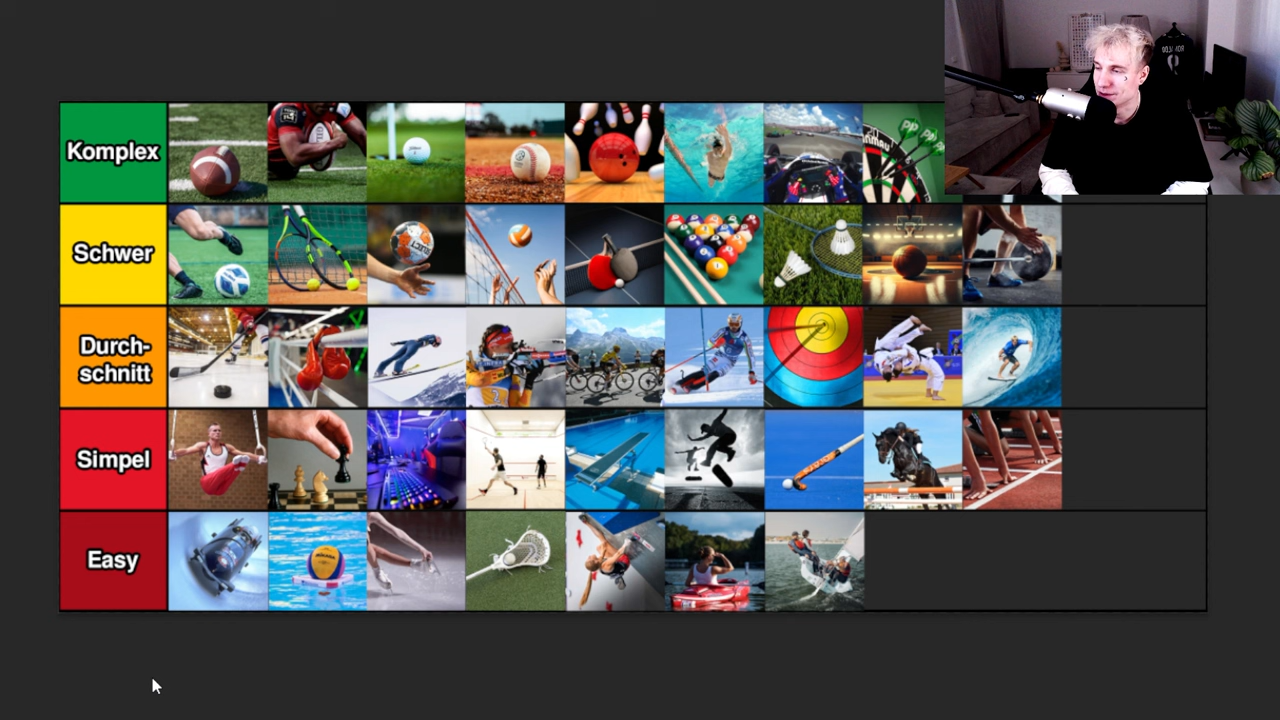 Komplex
Schwer
Durch-
schnitt
Simpel
Easy